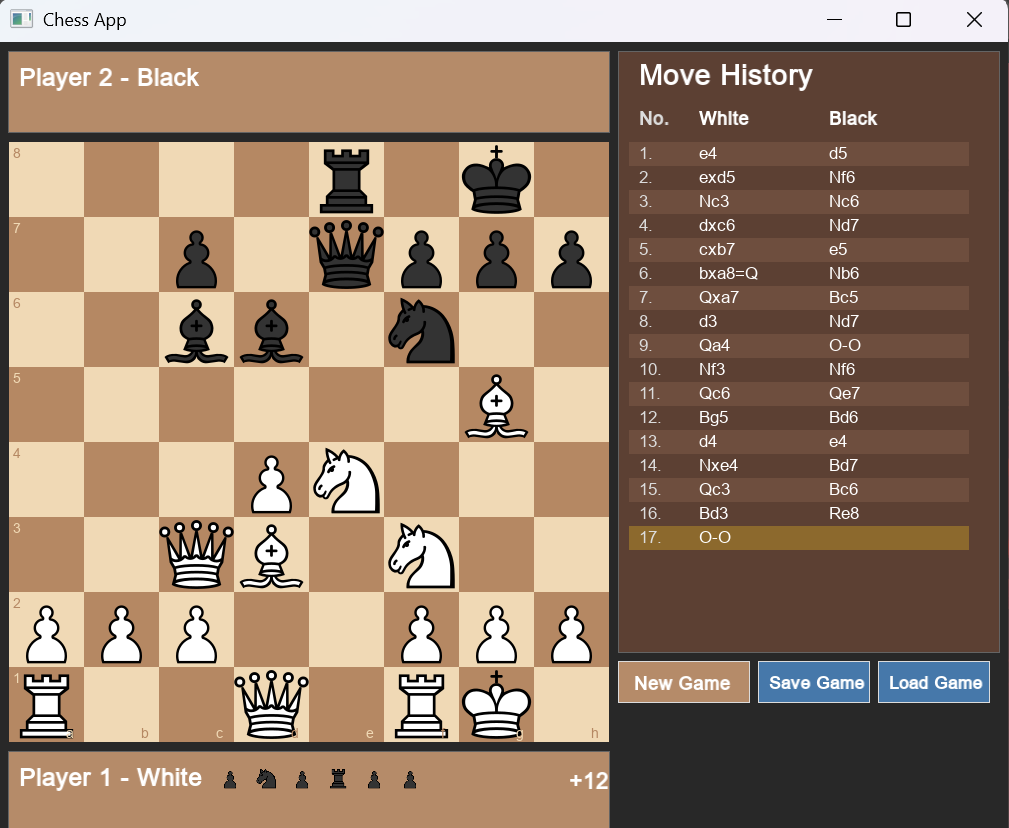 Chess App
Player 2 - Black
8
7
6
5
4
3
2
1
a b c d e f g h
Player 1 - White
+12
Move History
No. White Black
1. e4 d5
2. exd5 Nf6
3. Nc3 Nc6
4. dxc6 Nd7
5. cxb7 e5
6. bxa8=Q Nb6
7. Qxa7 Bc5
8. d3 Nd7
9. Qa4 O-O
10. Nf3 Nf6
11. Qc6 Qe7
12. Bg5 Bd6
13. d4 e4
14. Nxe4 Bd7
15. Qc3 Bc6
16. Bd3 Re8
17. O-O
New Game Save Game Load Game